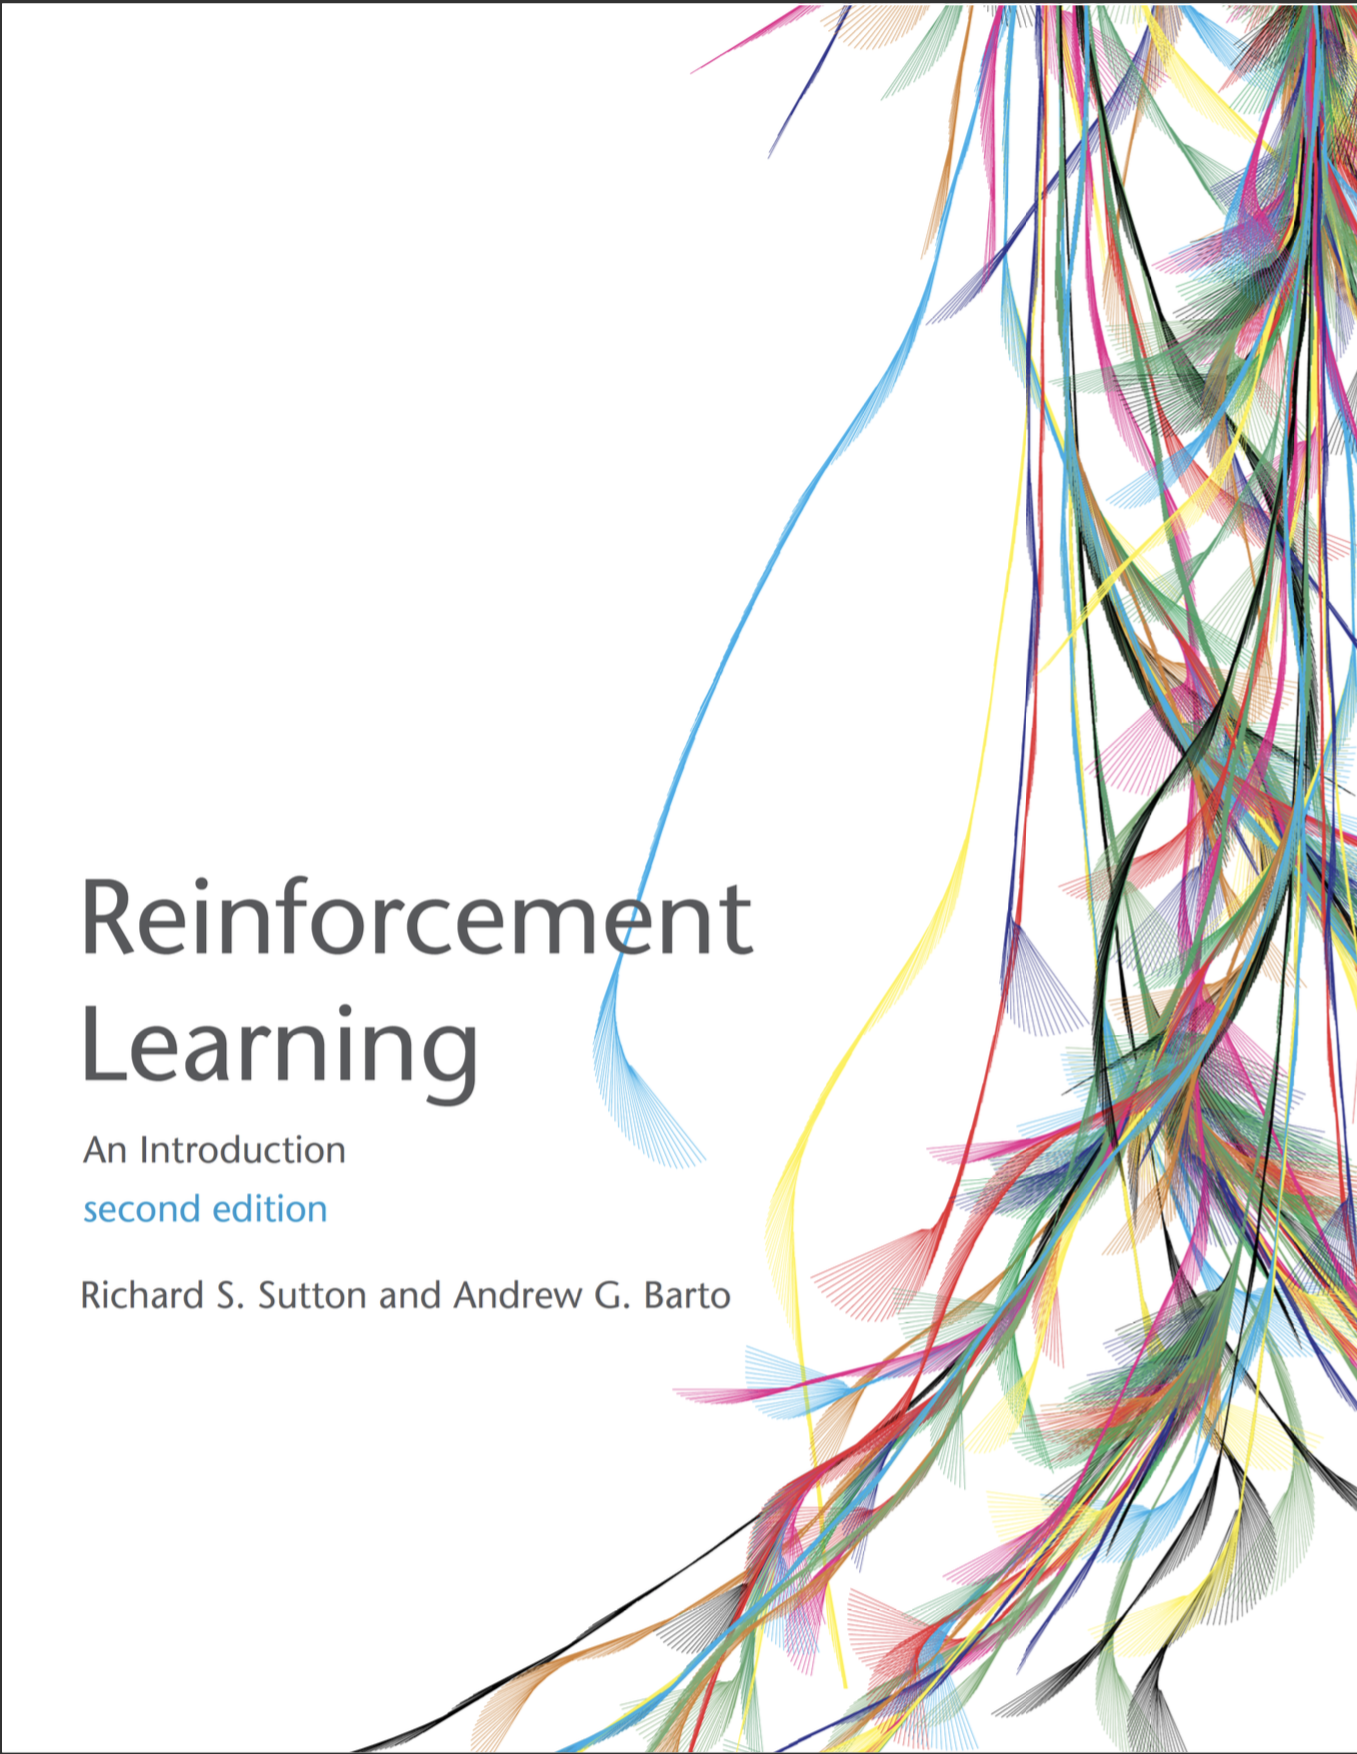 Reinforcement
Learning
An Introduction
second edition
Richard S. Sutton and Andrew G. Barto